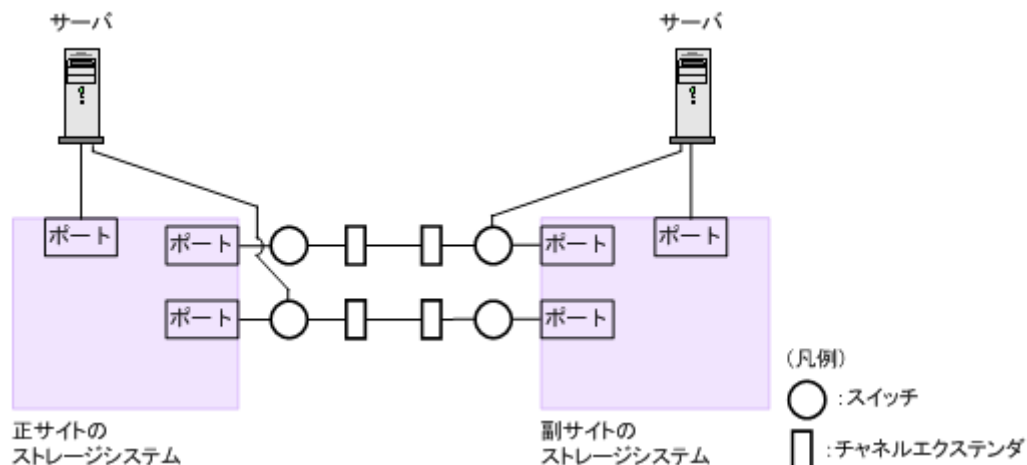 サーバ
サーバ
ポート
ポート
ポート
ポート
ポート
ポート
正サイトの
ストレージシステム
副サイトの
ストレージシステム
(凡例)
:スイッチ
:チャネルエクステンダ